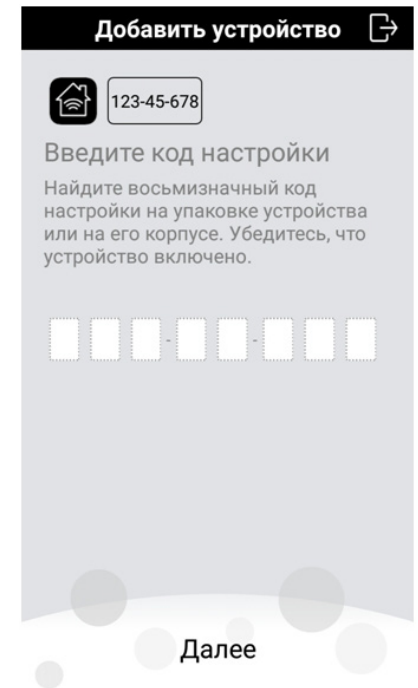 Добавить устройство
123-45-678
Введите код настройки
Найдите восьмизначный код
настройки на упаковке устройства
или на его корпусе. Убедитесь, что
устройство включено.
- -
Далее